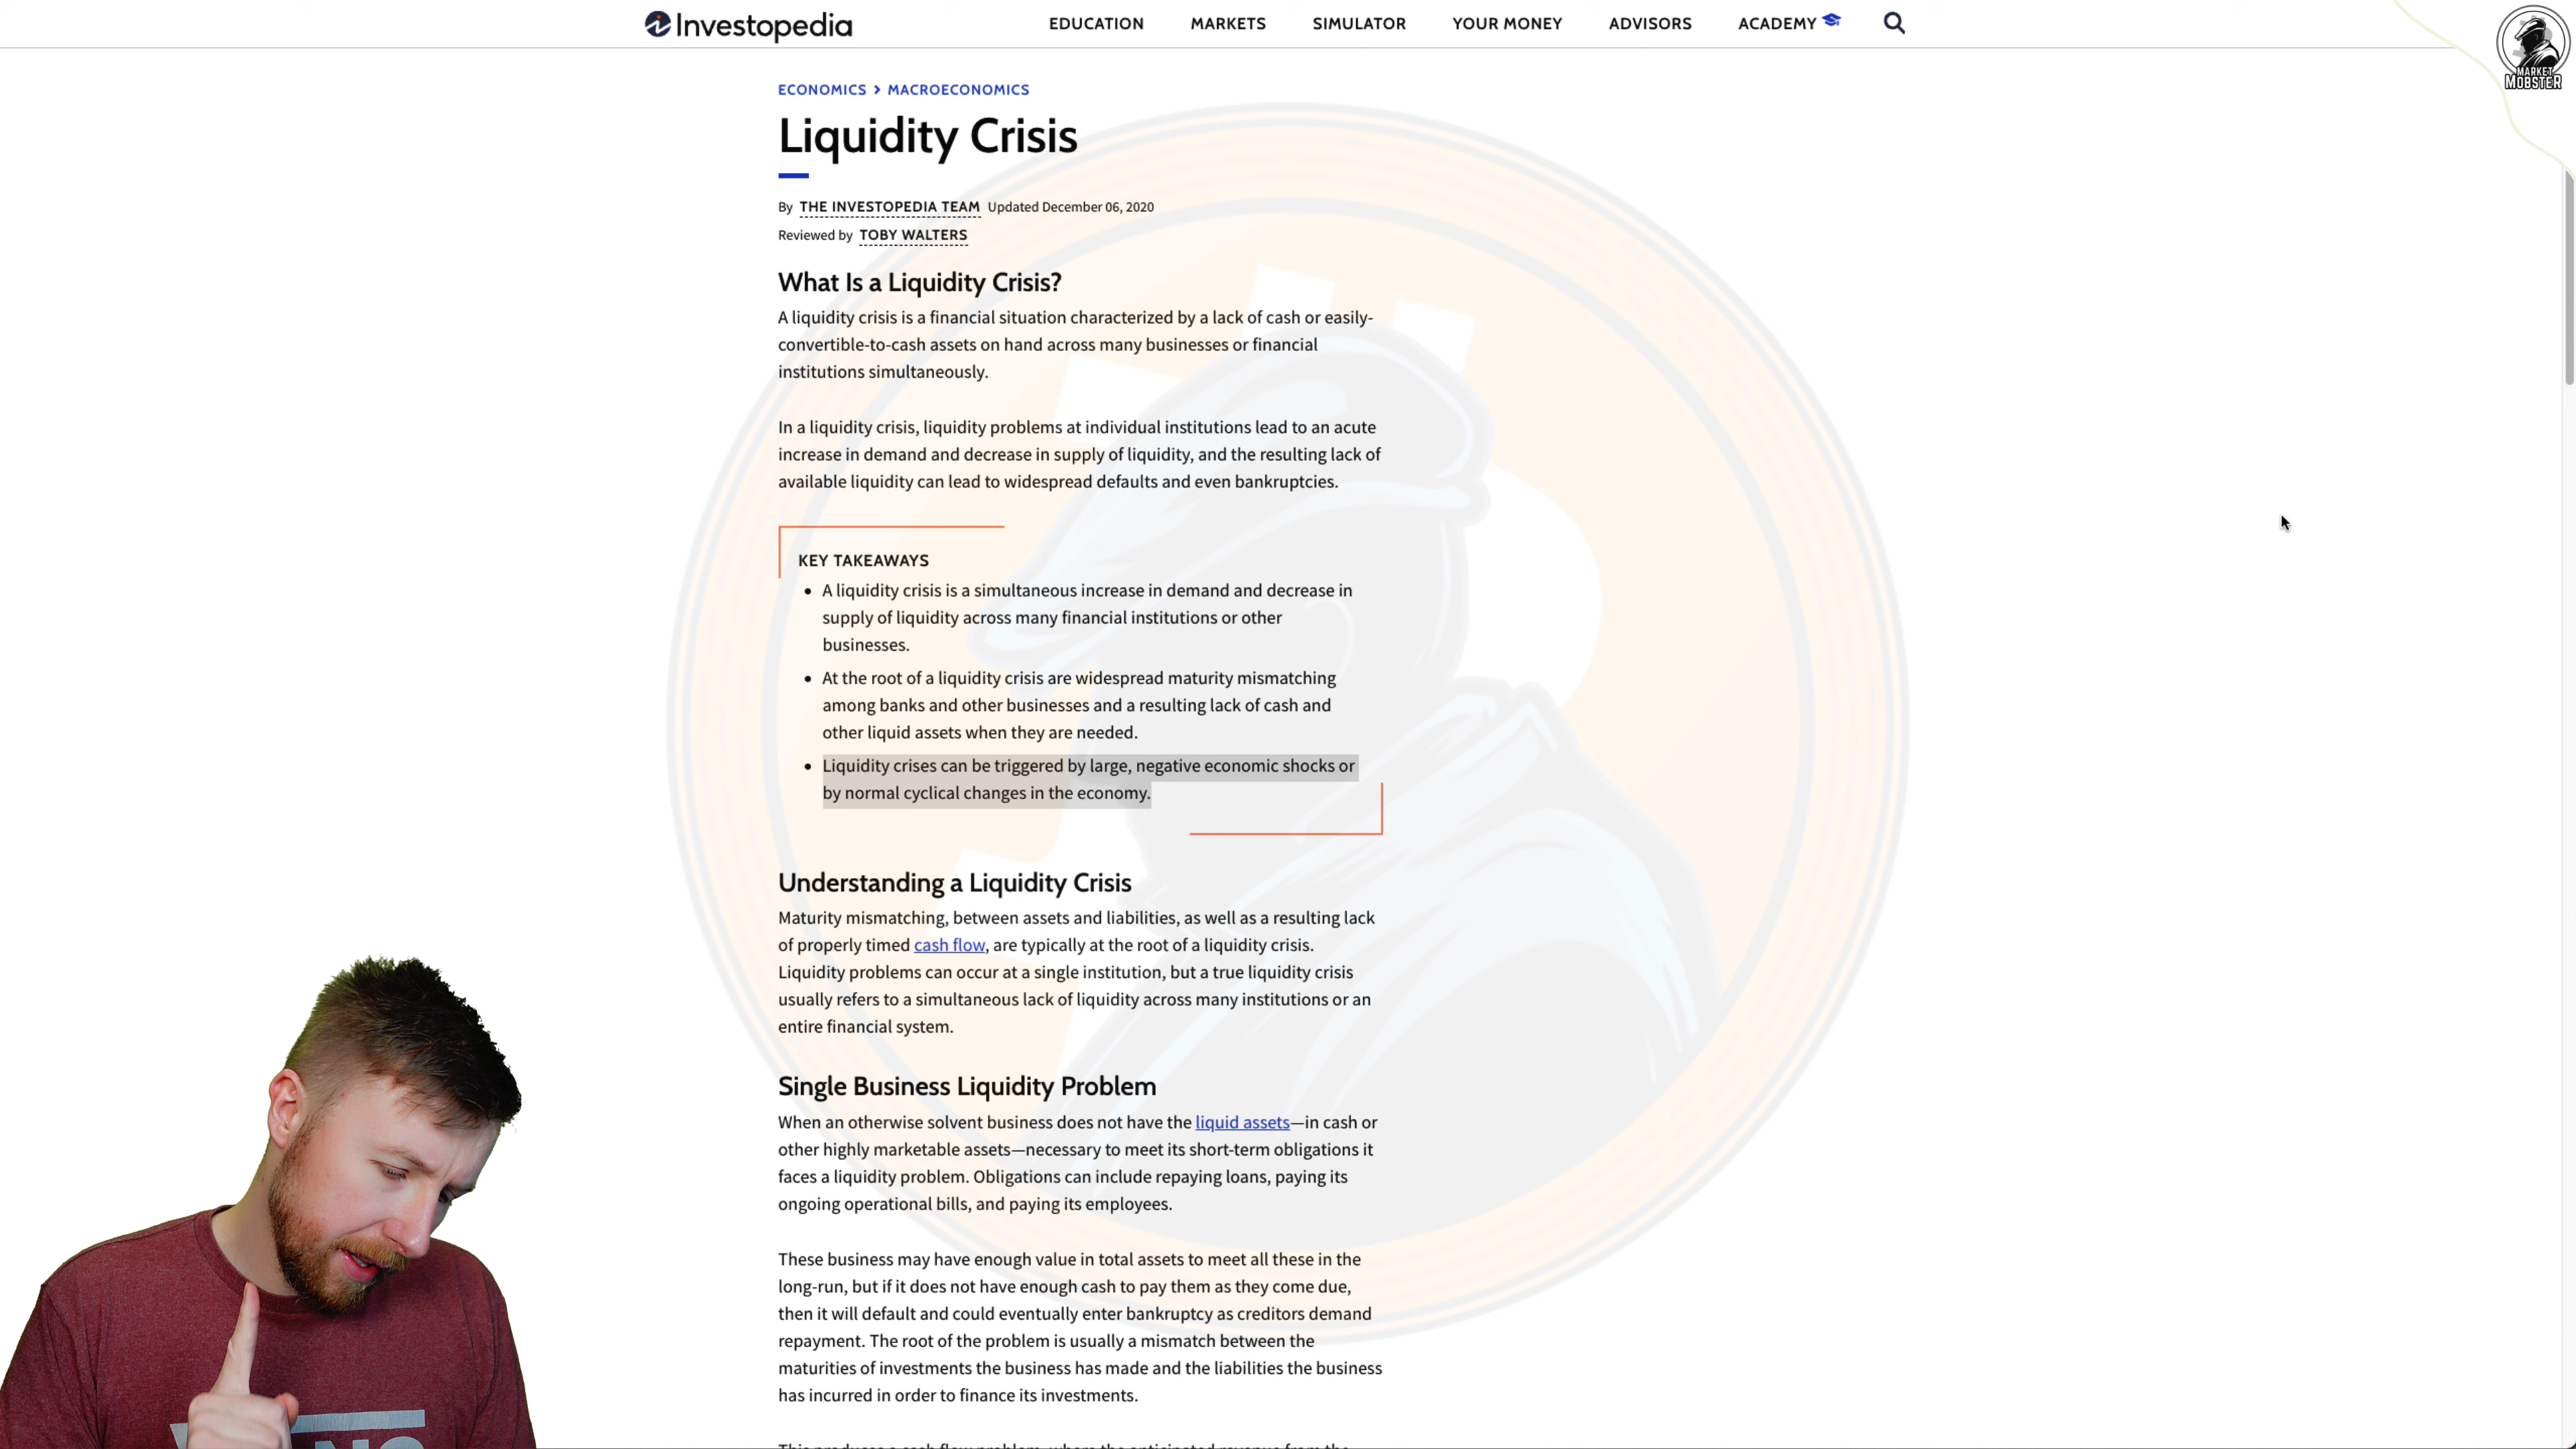 Investopedia
EDUCATION MARKETS SIMULATOR YOUR MONEY ADVISORS ACADEMY
MARKET
MOBSTER
ECONOMICS > MACROECONOMICS
Liquidity Crisis
By THE INVESTOPEDIA TEAM Updated December 06, 2020
Reviewed by TOBY WALTERS
What Is a Liquidity Crisis?
A liquidity crisis is a financial situation characterized by a lack of cash or easily-
convertible-to-cash assets on hand across many businesses or financial
institutions simultaneously.
In a liquidity crisis, liquidity problems at individual institutions lead to an acute
increase in demand and decrease in supply of liquidity, and the resulting lack of
available liquidity can lead to widespread defaults and even bankruptcies.
KEY TAKEAWAYS
• A liquidity crisis is a simultaneous increase in demand and decrease in
supply of liquidity across many financial institutions or other
businesses.
• At the root of a liquidity crisis are widespread maturity mismatching
among banks and other businesses and a resulting lack of cash and
other liquid assets when they are needed.
• Liquidity crises can be triggered by large, negative economic shocks or
by normal cyclical changes in the economy.
Understanding a Liquidity Crisis
Maturity mismatching, between assets and liabilities, as well as a resulting lack
of properly timed cash flow, are typically at the root of a liquidity crisis.
Liquidity problems can occur at a single institution, but a true liquidity crisis
usually refers to a simultaneous lack of liquidity across many institutions or an
entire financial system.
Single Business Liquidity Problem
When an otherwise solvent business does not have the liquid assets—in cash or
other highly marketable assets—necessary to meet its short-term obligations it
faces a liquidity problem. Obligations can include repaying loans, paying its
ongoing operational bills, and paying its employees.
These business may have enough value in total assets to meet all these in the
long-run, but if it does not have enough cash to pay them as they come due,
then it will default and could eventually enter bankruptcy as creditors demand
repayment. The root of the problem is usually a mismatch between the
maturities of investments the business has made and the liabilities the business
has incurred in order to finance its investments.